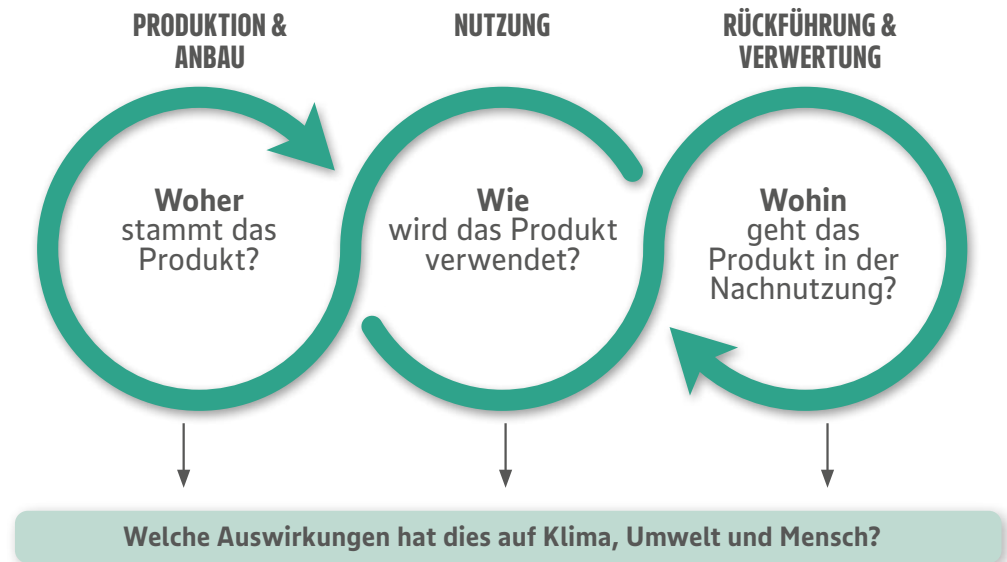 PRODUKTION &
ANBAU
NUTZUNG
RÜCKFÜHRUNG &
VERWERTUNG
Woher
stammt das
Produkt?
Wie
wird das Produkt
verwendet?
Wohin
geht das
Produkt in der
Nachnutzung?
Welche Auswirkungen hat dies auf Klima, Umwelt und Mensch?